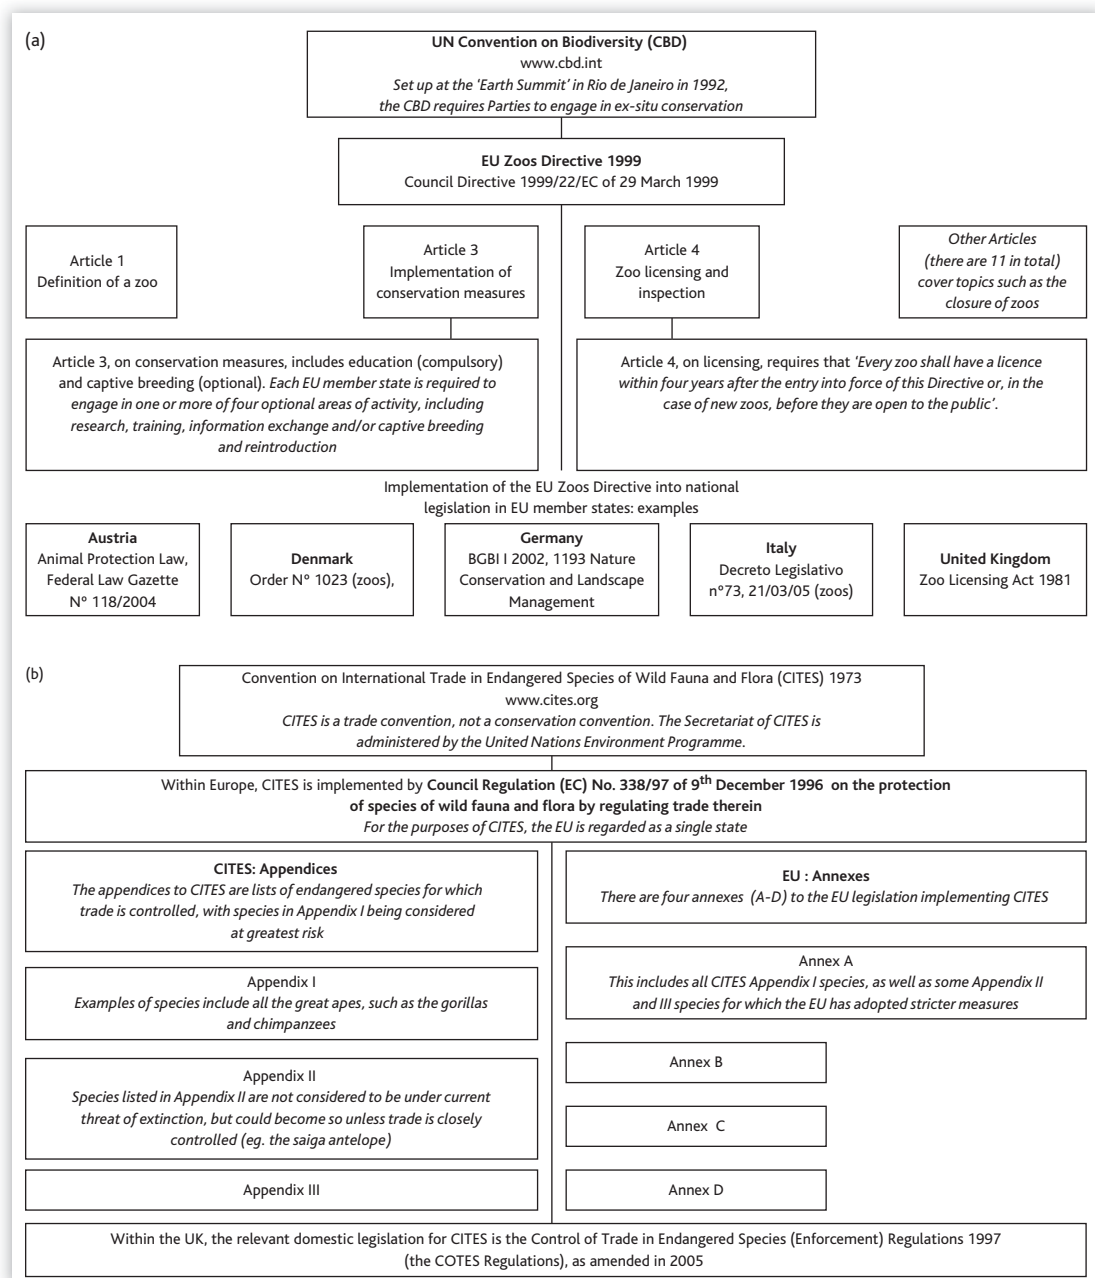 (a)
UN Convention on Biodiversity (CBD)
www.cbd.int
Set up at the ‘Earth Summit’ in Rio de Janeiro in 1992,
the CBD requires Parties to engage in ex-situ conservation
EU Zoos Directive 1999
Council Directive 1999/22/EC of 29 March 1999
Article 1
Definition of a zoo
Article 3
Implementation of
conservation measures
Article 4
Zoo licensing and
inspection
Other Articles
(there are 11 in total)
cover topics such as the
closure of zoos
Article 3, on conservation measures, includes education (compulsory)
and captive breeding (optional). Each EU member state is required to
engage in one or more of four optional areas of activity, including
research, training, information exchange and/or captive breeding
and reintroduction
Article 4, on licensing, requires that ‘Every zoo shall have a licence
within four years after the entry into force of this Directive or, in the
case of new zoos, before they are open to the public’.
Implementation of the EU Zoos Directive into national
legislation in EU member states: examples
Austria
Animal Protection Law,
Federal Law Gazette
Nº 118/2004
Denmark
Order Nº 1023 (zoos),
Germany
BGBI I 2002, 1193 Nature
Conservation and Landscape
Management
Italy
Decreto Legislativo
nº73, 21/03/05 (zoos)
United Kingdom
Zoo Licensing Act 1981
(b)
Convention on International Trade in Endangered Species of Wild Fauna and Flora (CITES) 1973
www.cites.org
CITES is a trade convention, not a conservation convention. The Secretariat of CITES is
administered by the United Nations Environment Programme.
Within Europe, CITES is implemented by Council Regulation (EC) No. 338/97 of 9th December 1996 on the protection
of species of wild fauna and flora by regulating trade therein
For the purposes of CITES, the EU is regarded as a single state
CITES: Appendices
The appendices to CITES are lists of endangered species for which
trade is controlled, with species in Appendix I being considered
at greatest risk
Appendix I
Examples of species include all the great apes, such as the gorillas
and chimpanzees
Appendix II
Species listed in Appendix II are not considered to be under current
threat of extinction, but could become so unless trade is closely
controlled (eg. the saiga antelope)
Appendix III
EU : Annexes
There are four annexes (A-D) to the EU legislation implementing CITES
Annex A
This includes all CITES Appendix I species, as well as some Appendix II
and III species for which the EU has adopted stricter measures
Annex B
Annex C
Annex D
Within the UK, the relevant domestic legislation for CITES is the Control of Trade in Endangered Species (Enforcement) Regulations 1997
(the COTES Regulations), as amended in 2005